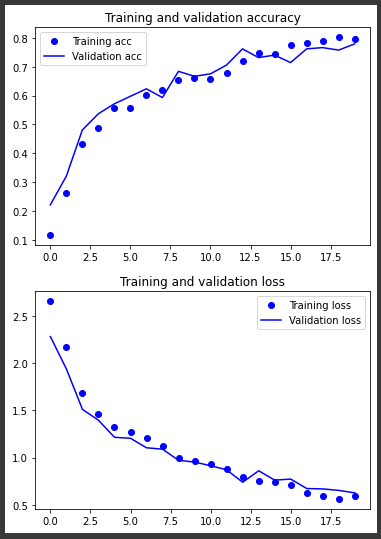 Training and validation accuracy
Training acc
Validation acc
0.8
0.7
0.6
0.5
0.4
0.3
0.2
0.1
0.0 2.5 5.0 7.5 10.0 12.5 15.0 17.5
Training and validation loss
Training loss
Validation loss
2.5
2.0
1.5
1.0
0.5
0.0 2.5 5.0 7.5 10.0 12.5 15.0 17.5